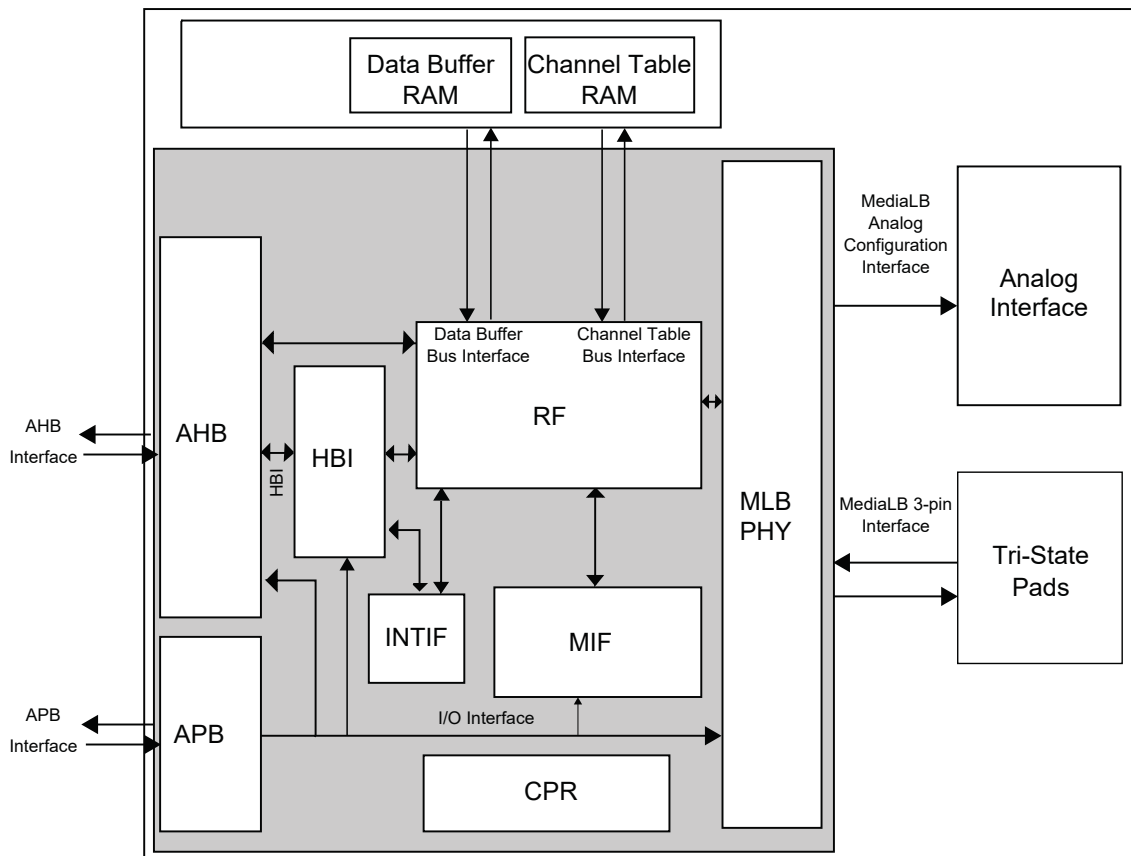 Data Buffer
RAM
Channel Table
RAM
MediaLB
Analog
Configuration
Interface
Analog
Interface
Data Buffer
Bus Interface
Channel Table
Bus Interface
RF
AHB
Interface
AHB
HBI
HBI
MLB
PHY
MediaLB 3-pin
Interface
Tri-State
Pads
INTIF
MIF
APB
Interface
APB
I/O Interface
CPR